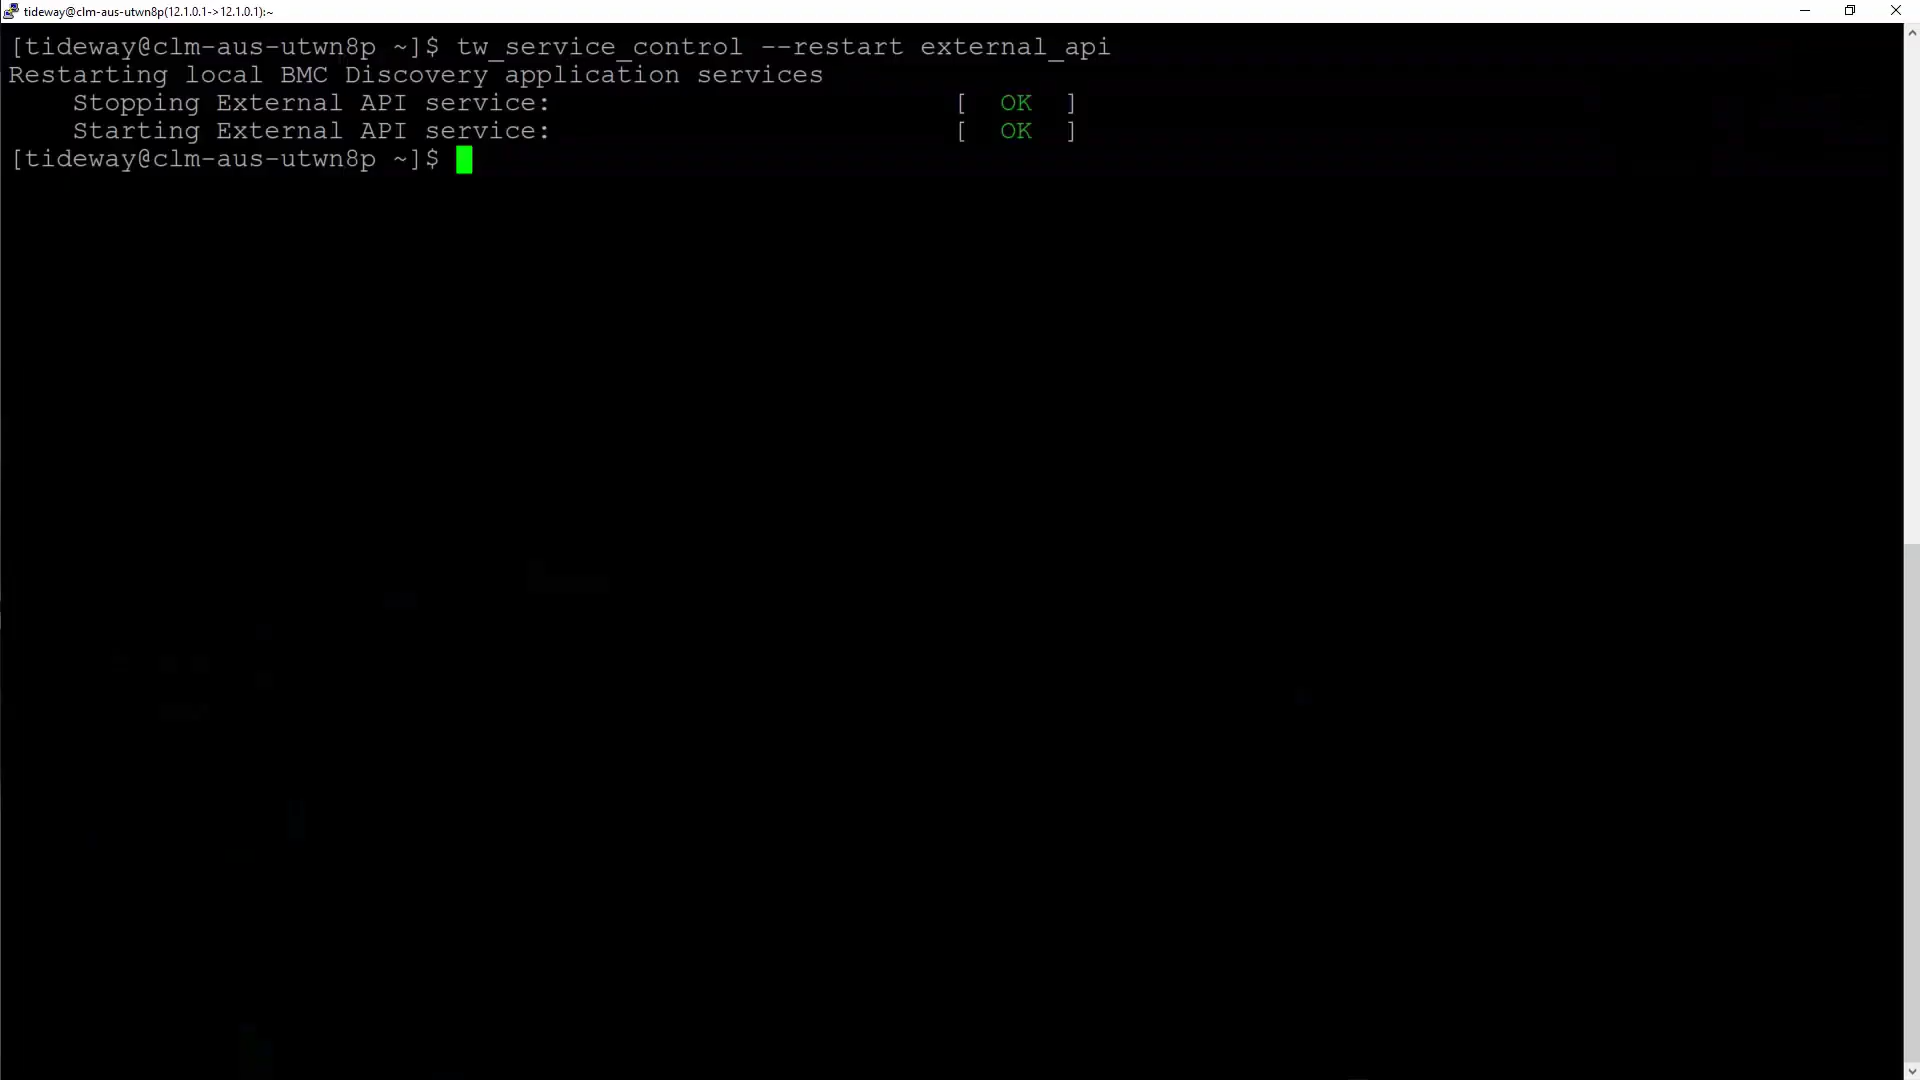 tideway@clm-aus-utwn8p(12.1.0.1->12.1.0.1):~
[tideway@clm-aus-utwn8p ~]$ tw_service_control --restart external_api
Restarting local BMC Discovery application services
    Stopping External API service:                         [  OK  ]
    Starting External API service:                         [  OK  ]
[tideway@clm-aus-utwn8p ~]$